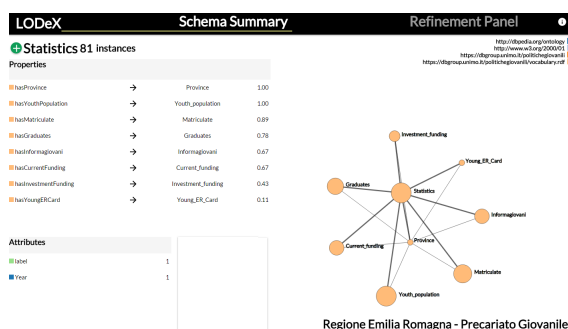 LODeX Schema Summary Refinement Panel i
Statistics 81 instances
http://dbpedia.org/ontology
http://www.w3.org/2000/01
https://dbgroup.unimo.it/politichegiovanili
https://dbgroup.unimo.it/politichegiovanili/vocabulary.rdf
Properties
hasProvince → Province 1.00
hasYouthPopulation → Youth_population 1.00
hasMatriculate → Matriculate 0.89
hasGraduates → Graduates 0.78
hasInformagiovani → Informagiovani 0.67
hasCurrentFunding → Current_funding 0.67
hasInvestmentFunding → Investment_funding 0.43
hasYoungERCard → Young_ER_Card 0.11
Attributes
label 1
Year 1
Investment_funding
Young_ER_Card
Graduates
Statistics
Informagiovani
Province
Current_funding
Matriculate
Youth_population
Regione Emilia Romagna - Precariato Giovanile